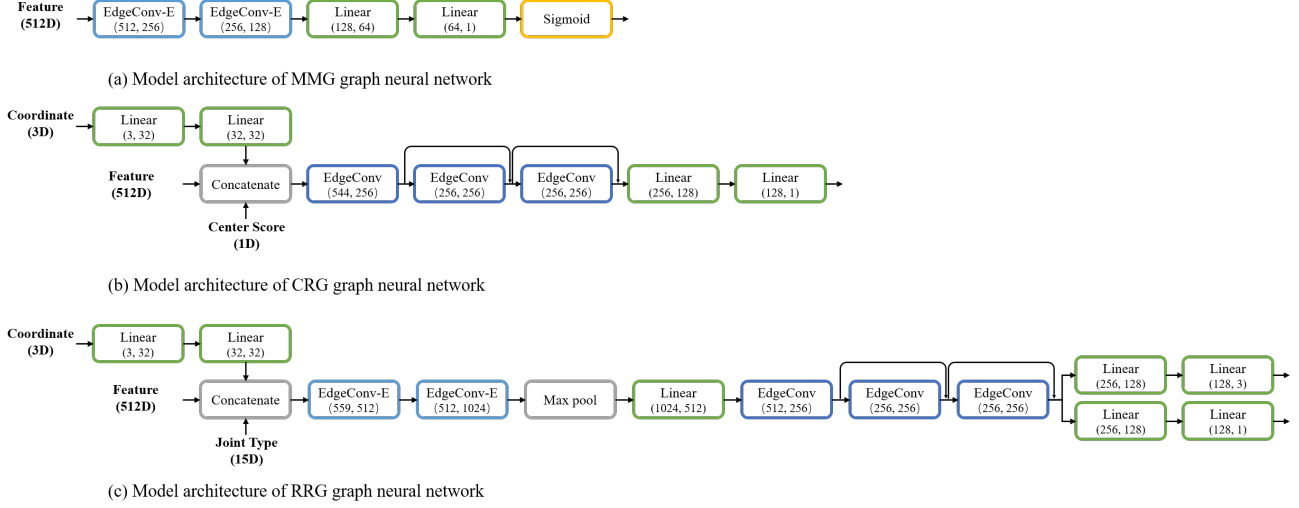 Feature
(512D)
EdgeConv-E
(512, 256)
EdgeConv-E
(256, 128)
Linear
(128, 64)
Linear
(64, 1)
Sigmoid
(a) Model architecture of MMG graph neural network
Coordinate
(3D)
Linear
(3, 32)
Linear
(32, 32)
Feature
(512D)
Concatenate
EdgeConv
(544, 256)
EdgeConv
(256, 256)
EdgeConv
(256, 256)
Linear
(256, 128)
Linear
(128, 1)
Center Score
(1D)
(b) Model architecture of CRG graph neural network
Coordinate
(3D)
Linear
(3, 32)
Linear
(32, 32)
Feature
(512D)
Concatenate
EdgeConv-E
(559, 512)
EdgeConv-E
(512, 1024)
Max pool
Linear
(1024, 512)
EdgeConv
(512, 256)
EdgeConv
(256, 256)
EdgeConv
(256, 256)
Linear
(256, 128)
Linear
(128, 3)
Linear
(256, 128)
Linear
(128, 1)
Joint Type
(15D)
(c) Model architecture of RRG graph neural network